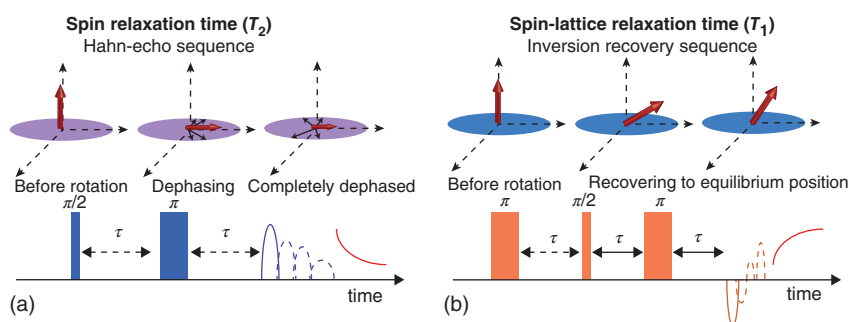 Spin relaxation time (T2)
Hahn-echo sequence
Before rotation
Dephasing
Completely dephased
π/2
π
τ
τ
time
(a)
Spin-lattice relaxation time (T1)
Inversion recovery sequence
Before rotation
Recovering to equilibrium position
π
π/2
π
τ
τ
τ
time
(b)